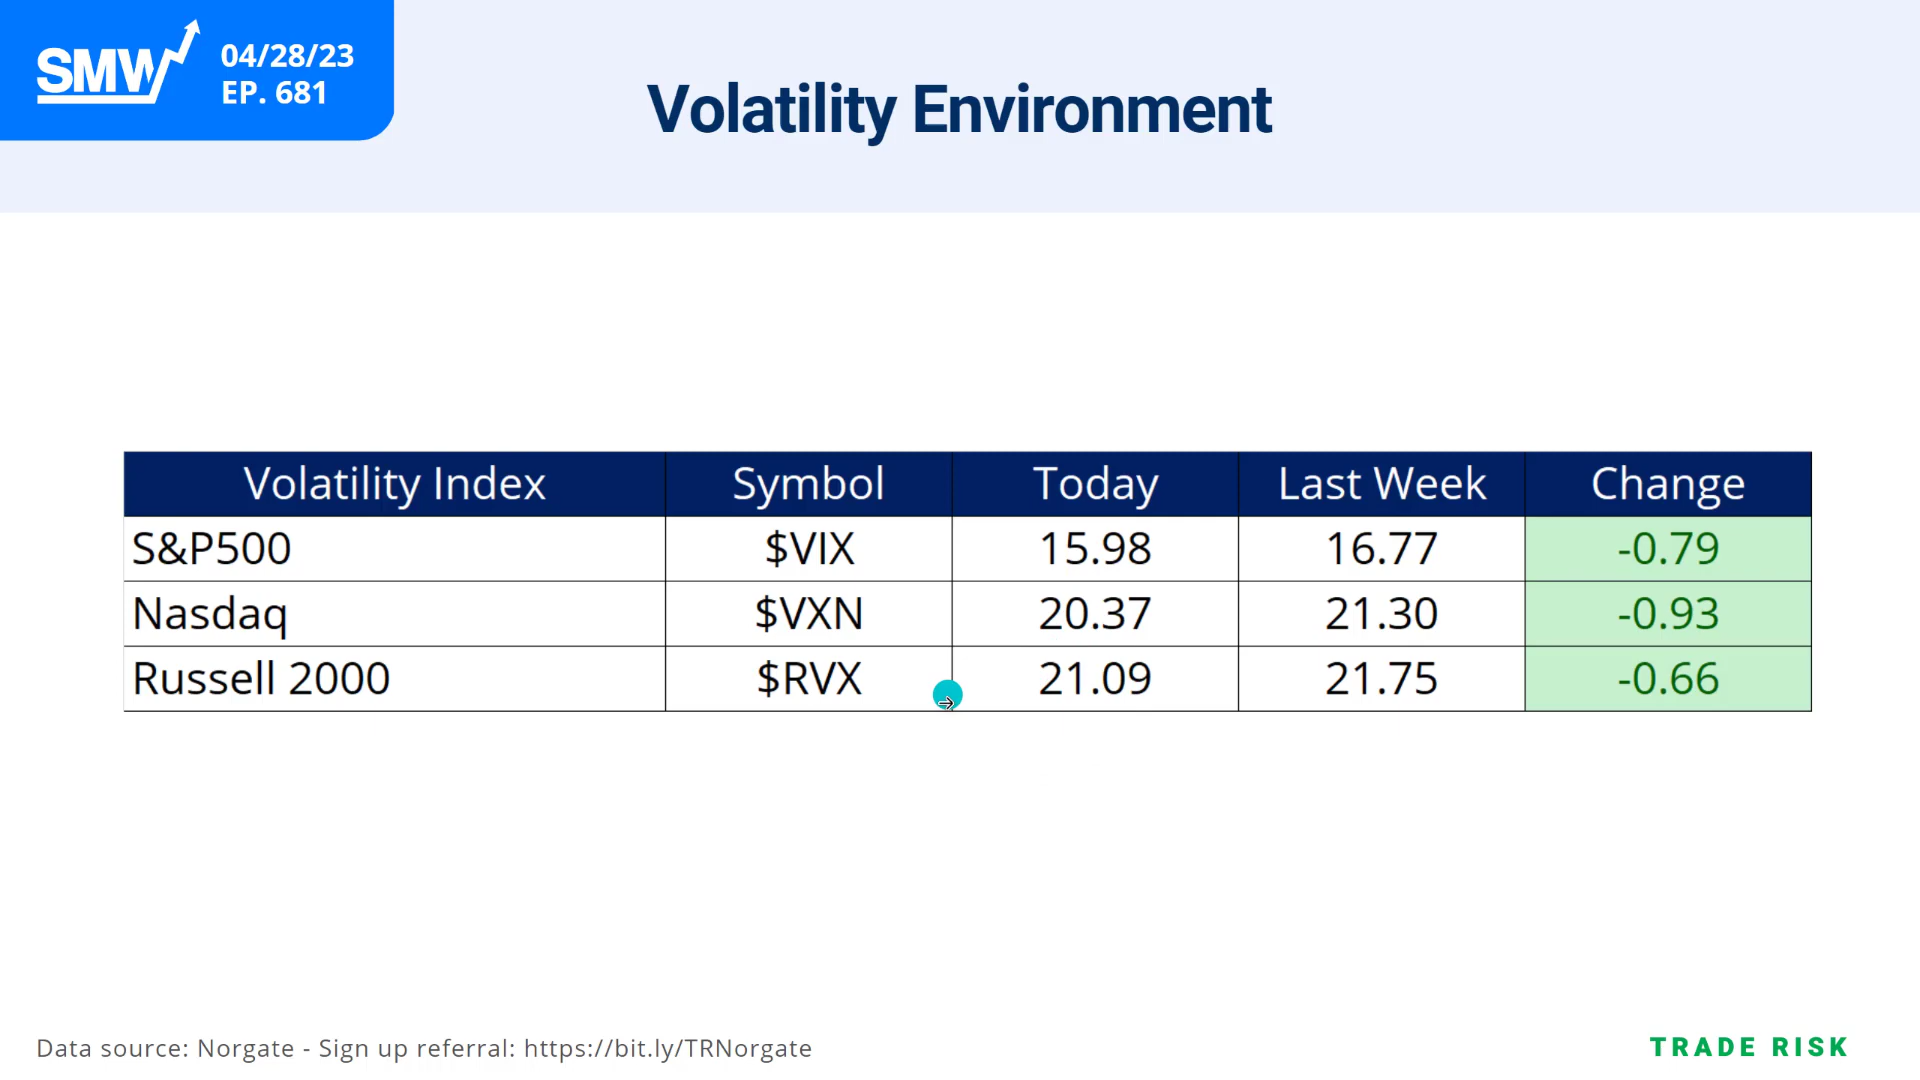 SMW
04/28/23
EP. 681
Volatility Environment
Volatility Index Symbol Today Last Week Change
S&P500 $VIX 15.98 16.77 -0.79
Nasdaq $VXN 20.37 21.30 -0.93
Russell 2000 $RVX 21.09 21.75 -0.66
Data source: Norgate - Sign up referral: https://bit.ly/TRNorgate
TRADE RISK